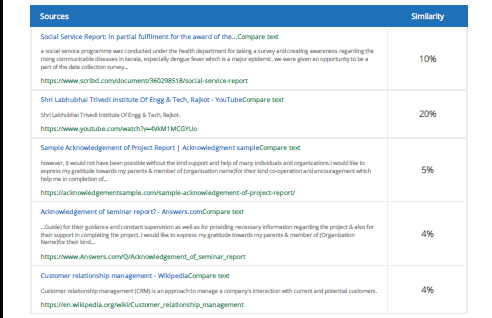 Sources Similarity
Social Service Report: In partial fulfilment for the award of the...Compare text
a social service programme was conducted under the health department for taking a survey and creating awareness regarding the
rising communicable diseases in kerala, especially dengue fever which is a major epidemic. we were given an opportunity to be a
part of the data collection survey...
https://www.scribd.com/document/360298518/social-service-report
10%
Shri Labhubhai Trivedi Institute Of Engg & Tech, Rajkot - YouTubeCompare text
Shri Labhubhai Trivedi Institute Of Engg & Tech, Rajkot.
https://www.youtube.com/watch?v=4VkM1MCGYUo
20%
Sample Acknowledgement of Project Report | Acknowledgment sampleCompare text
however, it would not have been possible without the kind support and help of many individuals and organizations.i would like to
express my gratitude towards my parents & member of (organization name)for their kind co-operation and encouragement which
help me in completion of...
https://acknowledgementsample.com/sample-acknowledgement-of-project-report/
5%
Acknowledgement of seminar report? - Answers.comCompare text
...Guide) for their guidance and constant supervision as well as for providing necessary information regarding the project & also for
their support in completing the project. I would like to express my gratitude towards my parents & member of (Organization
Name)for their kind...
https://www.Answers.com/Q/Acknowledgement_of_seminar_report
4%
Customer relationship management - WikipediaCompare text
Customer relationship management (CRM) is an approach to manage a company's interaction with current and potential customers.
https://en.wikipedia.org/wiki/Customer_relationship_management
4%